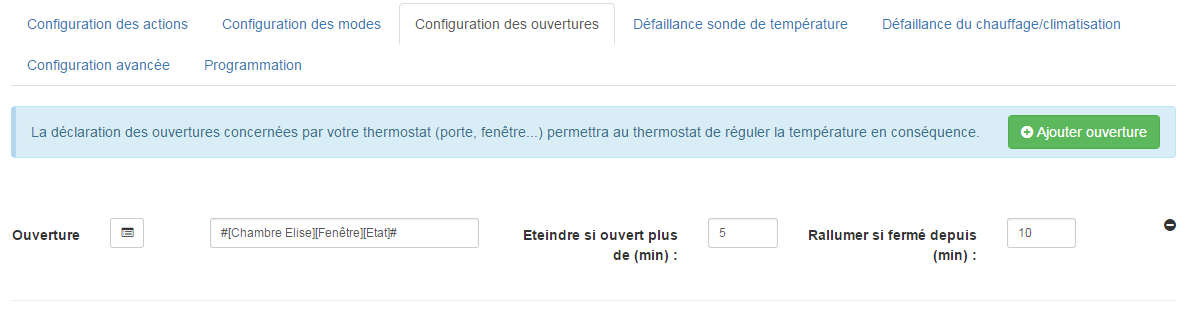 Configuration des actions
Configuration des modes
Configuration des ouvertures
Défaillance sonde de température
Défaillance du chauffage/climatisation
Configuration avancée
Programmation
La déclaration des ouvertures concernées par votre thermostat (porte, fenêtre...) permettra au thermostat de réguler la température en conséquence.
Ajouter ouverture
Ouverture
#[Chambre Elise][Fenêtre][Etat]#
Eteindre si ouvert plus
de (min) :
5
Rallumer si fermé depuis
(min) :
10